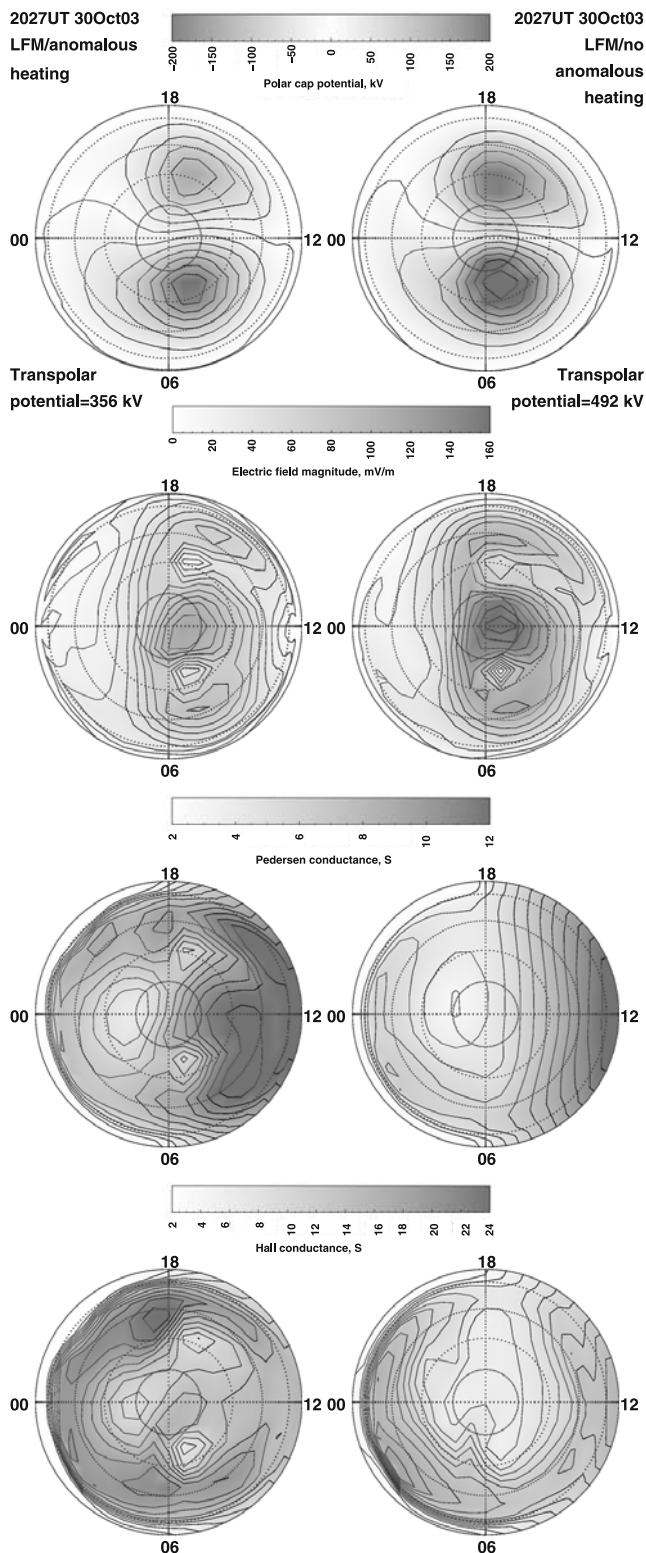 2027UT 30Oct03
LFM/anomalous
heating
2027UT 30Oct03
LFM/no
anomalous
heating
−200 −150 −100 −50 0 50 100 150 200
Polar cap potential, kV
18
18
00
12
00
12
06
06
Transpolar
potential=356 kV
Transpolar
potential=492 kV
0 20 40 60 80 100 120 140 160
Electric field magnitude, mV/m
18
18
00
12
00
12
06
06
2 4 6 8 10 12
Pedersen conductance, S
18
18
00
12
00
12
06
06
2 4 6 8 10 12 14 16 18 20 22 24
Hall conductance, S
18
18
00
12
00
12
06
06